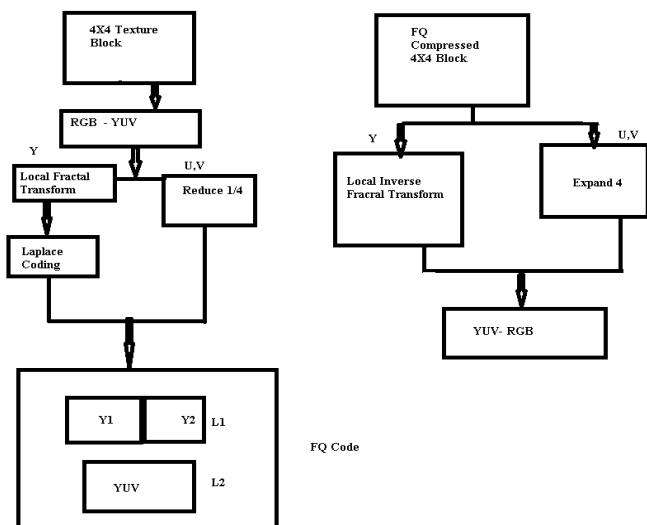 4X4 Texture
Block
RGB - YUV
Y
U,V
Local Fractal
Transform
Reduce 1/4
Laplace
Coding
Y1
Y2
L1
YUV
L2
FQ Code
FQ
Compressed
4X4 Block
Y
U,V
Local Inverse
Fracral Transform
Expand 4
YUV- RGB